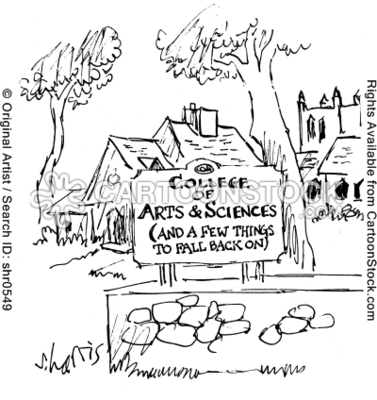 COLLEGE
OF
ARTS & SCIENCES
(AND A FEW THINGS
TO FALL BACK ON)
CARTOONSTOCK
s.harris
© Original Artist / Search ID: shr0549
Rights Available from CartoonStock.com